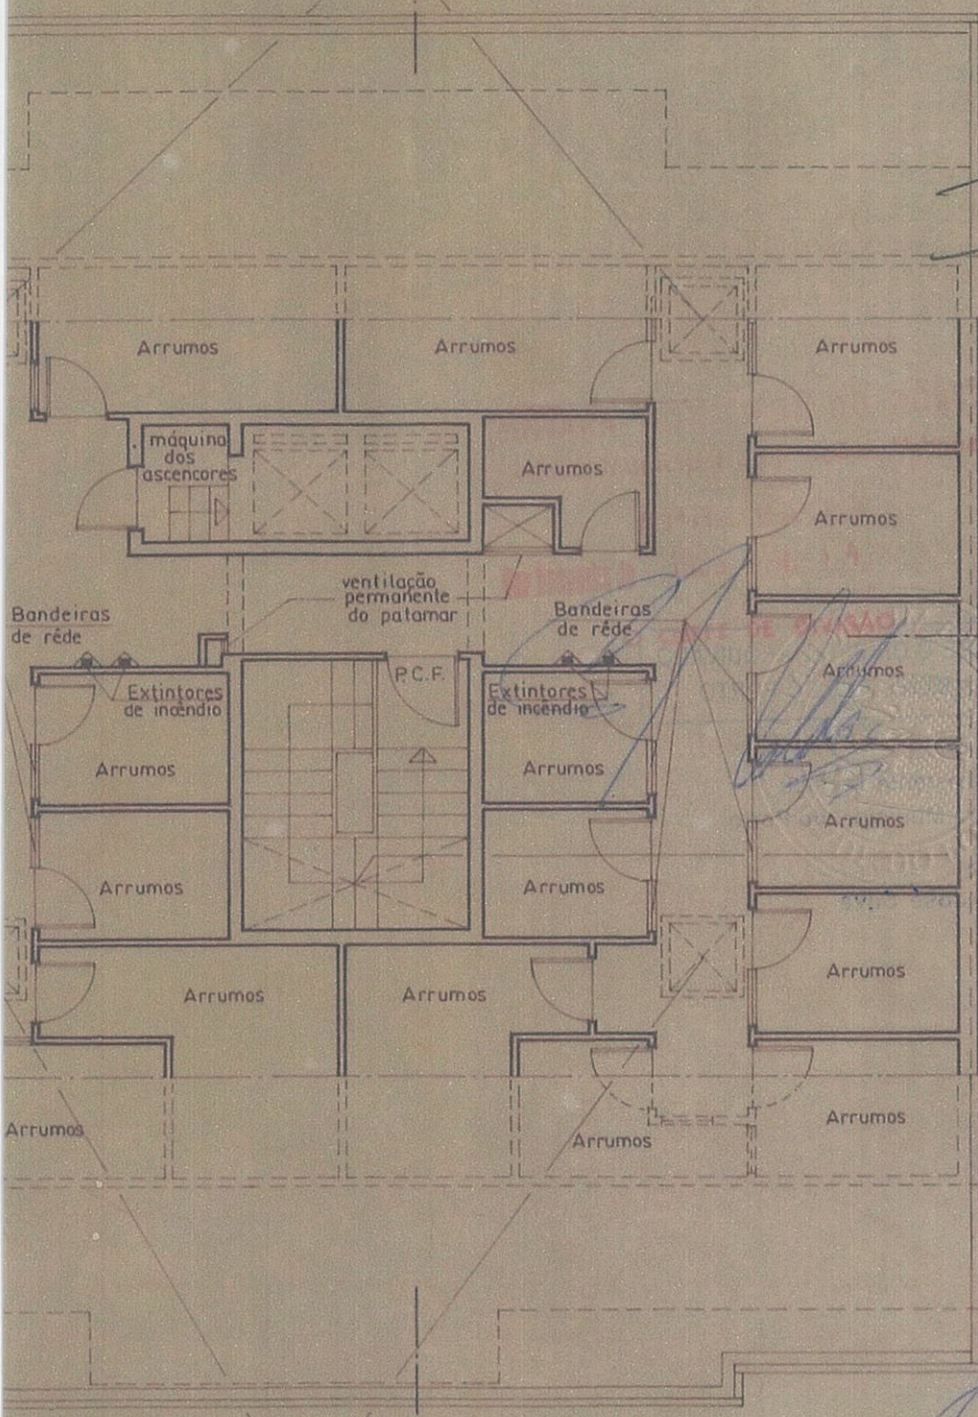 Arrumos
Arrumos
Arrumos
máquina
dos
ascencores
Arrumos
Arrumos
ventilação
permanente
do patamar
Bandeiras
de rêde
Bandeiras
de rêde
Arrumos
P.C.F.
Extintores
de incêndio
Extintores
de incêndio
Arrumos
Arrumos
Arrumos
Arrumos
Arrumos
Arrumos
Arrumos
Arrumos
Arrumos
Arrumos
Arrumos